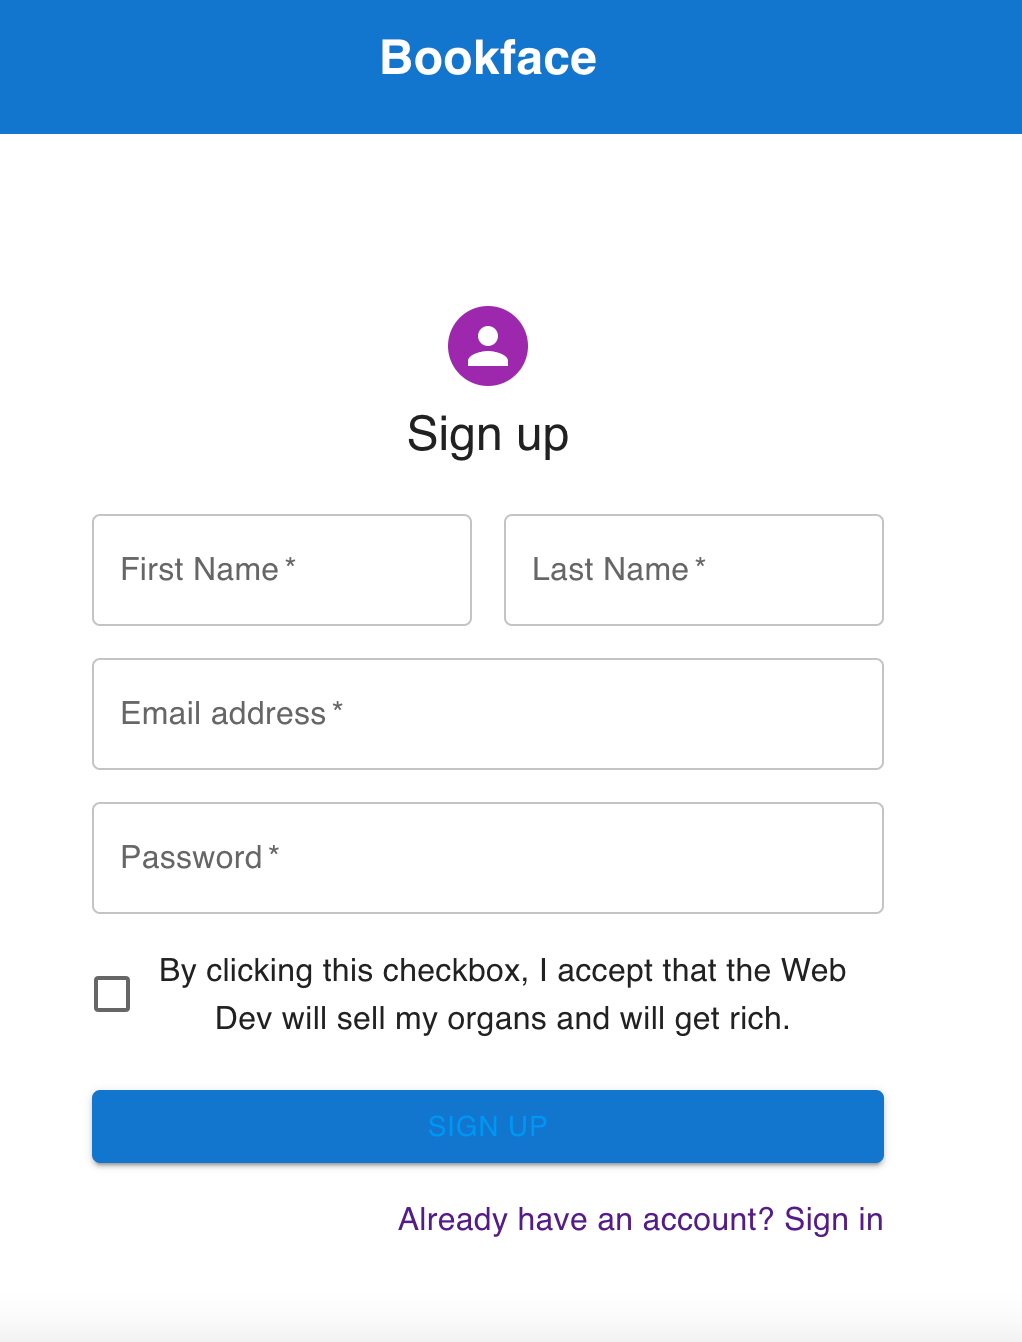 Bookface
Sign up
First Name *
Last Name *
Email address *
Password *
By clicking this checkbox, I accept that the Web
Dev will sell my organs and will get rich.
SIGN UP
Already have an account? Sign in